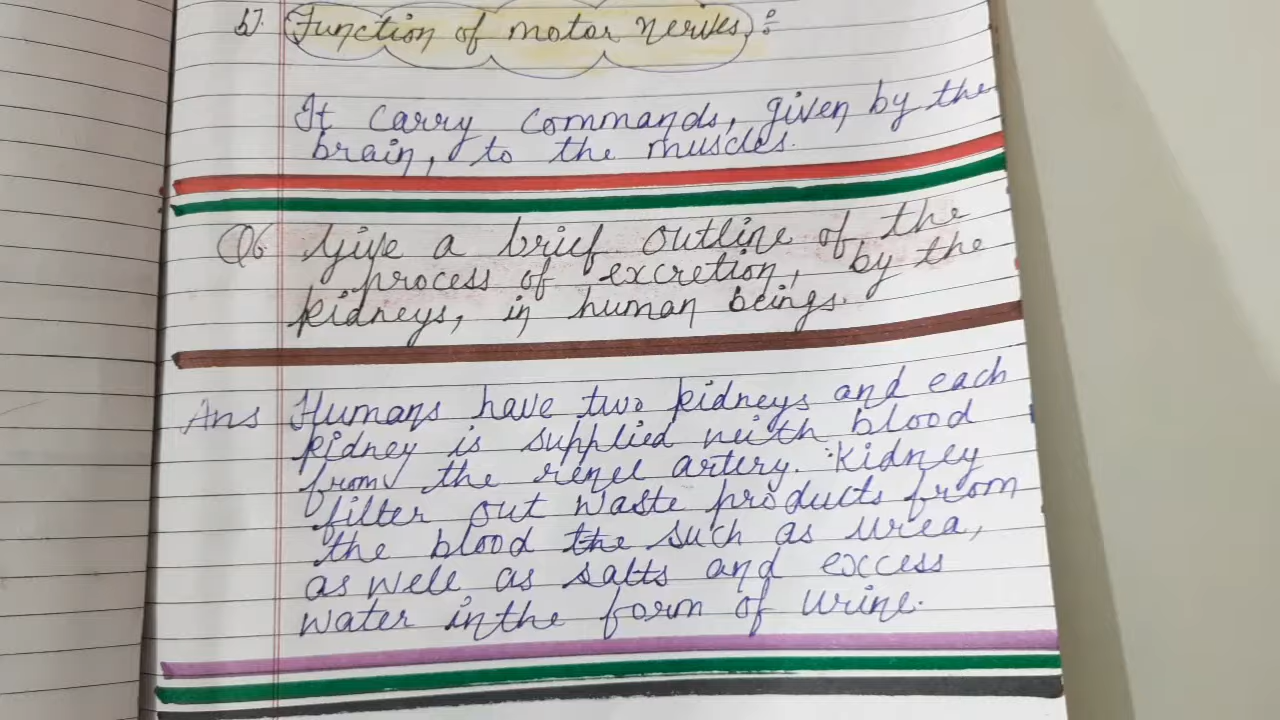 b). Function of motor nerves :
It carry commands, given by the
brain, to the muscles.
Q6 Give a brief outline of the
process of excretion, by the
kidneys, in human beings.
Ans Humans have two kidneys and each
kidney is supplied with blood
from the renel artery. Kidney
filter out waste products from
the blood the such as urea,
as well as salts and excess
water in the form of urine.